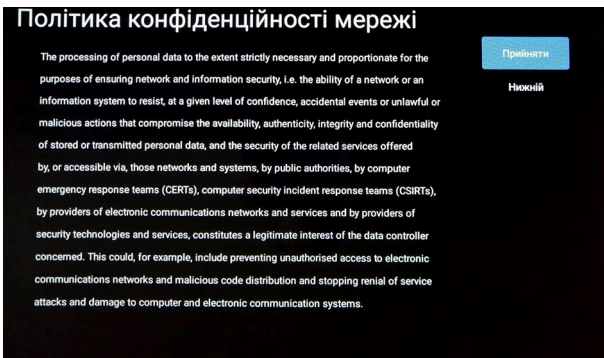 Політика конфіденційності мережі
Прийняти
Нижній
The processing of personal data to the extent strictly necessary and proportionate for the
purposes of ensuring network and information security, i.e. the ability of a network or an
information system to resist, at a given level of confidence, accidental events or unlawful or
malicious actions that compromise the availability, authenticity, integrity and confidentiality
of stored or transmitted personal data, and the security of the related services offered
by, or accessible via, those networks and systems, by public authorities, by computer
emergency response teams (CERTs), computer security incident response teams (CSIRTs),
by providers of electronic communications networks and services and by providers of
security technologies and services, constitutes a legitimate interest of the data controller
concerned. This could, for example, include preventing unauthorised access to electronic
communications networks and malicious code distribution and stopping renial of service
attacks and damage to computer and electronic communication systems.